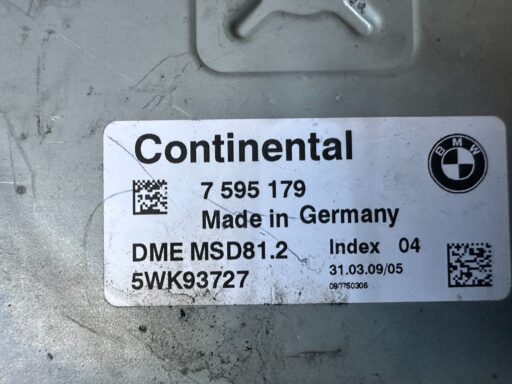 Continental
BMW
7 595 179
Made in Germany
DME MSD81.2 Index 04
5WK93727 31.03.09/05